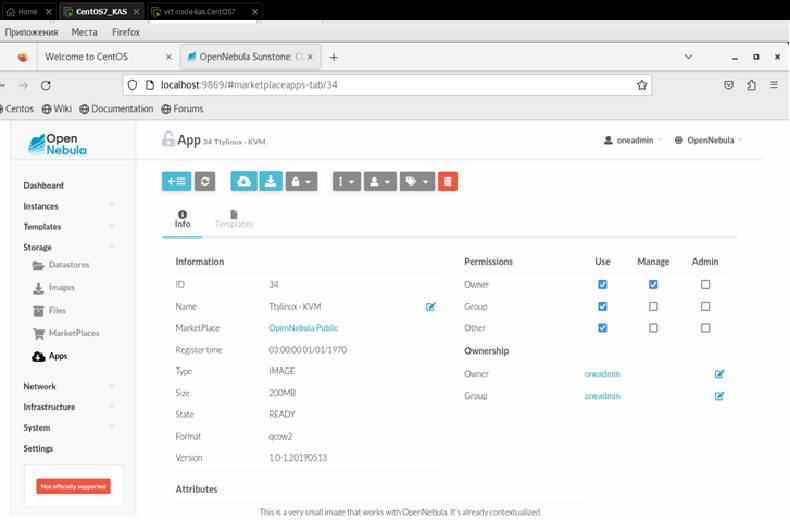 Home
CentOS7_KAS
virt-node-kas.CentOS7
Приложения Места Firefox
Welcome to CentOS
OpenNebula Sunstone: Cl
localhost:9869/#marketplaceapps-tab/34
Centos Wiki Documentation Forums
Open Nebula
App 34 Ttylinux - KVM
oneadmin OpenNebula
Dashboard
Instances
Templates
Storage
Datastores
Images
Files
MarketPlaces
Apps
Network
Infrastructure
System
Settings
Not officially supported
Info Templates
Information
ID 34
Name Ttylinux - KVM
MarketPlace OpenNebula Public
Register time 03:00:00 01/01/1970
Type IMAGE
Size 200MB
State READY
Format qcow2
Version 1.0-1.20190513
Permissions Use Manage Admin
Owner
Group
Other
Ownership
Owner oneadmin
Group oneadmin
Attributes
This is a very small image that works with OpenNebula. It's already contextualized.